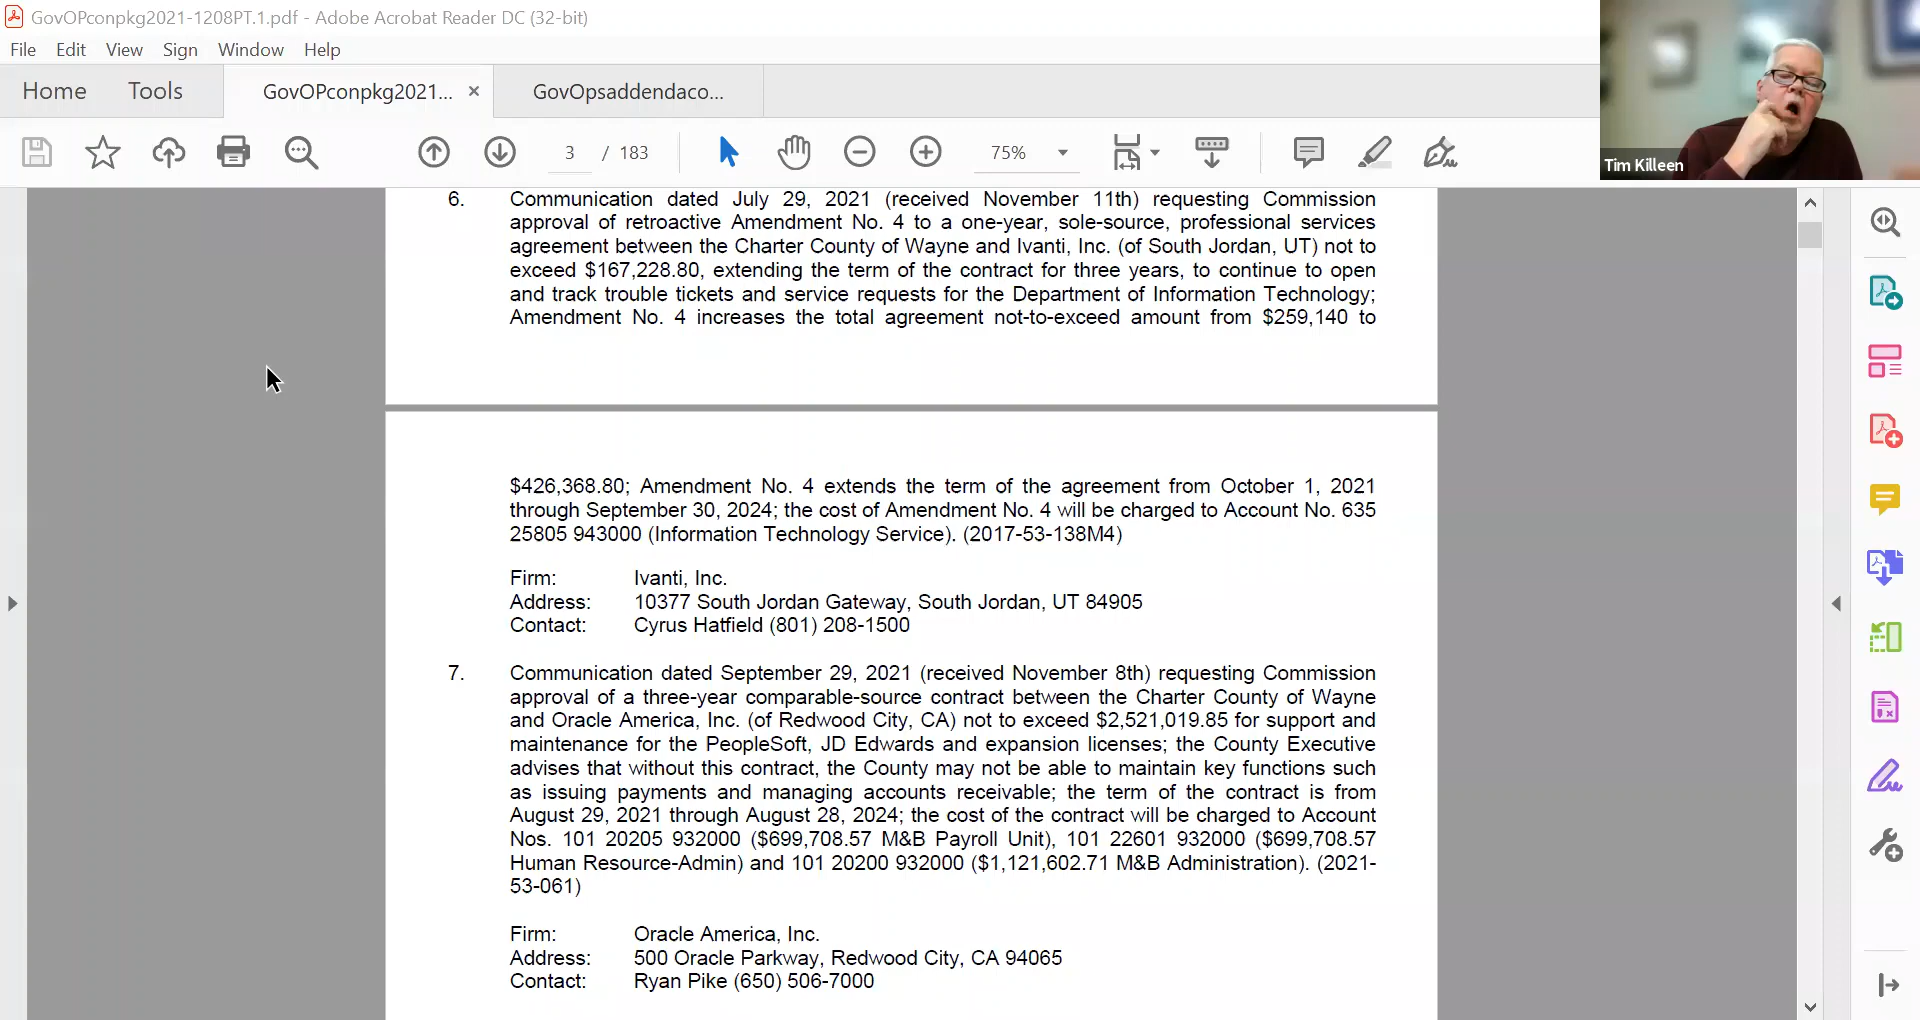 GovOPconpkg2021-1208PT.1.pdf - Adobe Acrobat Reader DC (32-bit)
File Edit View Sign Window Help
Home Tools GovOPconpkg2021... × GovOpsaddendaco...
3 / 183 75%
Tim Killeen
6. Communication dated July 29, 2021 (received November 11th) requesting Commission
approval of retroactive Amendment No. 4 to a one-year, sole-source, professional services
agreement between the Charter County of Wayne and Ivanti, Inc. (of South Jordan, UT) not to
exceed $167,228.80, extending the term of the contract for three years, to continue to open
and track trouble tickets and service requests for the Department of Information Technology;
Amendment No. 4 increases the total agreement not-to-exceed amount from $259,140 to
$426,368.80; Amendment No. 4 extends the term of the agreement from October 1, 2021
through September 30, 2024; the cost of Amendment No. 4 will be charged to Account No. 635
25805 943000 (Information Technology Service). (2017-53-138M4)
Firm: Ivanti, Inc.
Address: 10377 South Jordan Gateway, South Jordan, UT 84905
Contact: Cyrus Hatfield (801) 208-1500
7. Communication dated September 29, 2021 (received November 8th) requesting Commission
approval of a three-year comparable-source contract between the Charter County of Wayne
and Oracle America, Inc. (of Redwood City, CA) not to exceed $2,521,019.85 for support and
maintenance for the PeopleSoft, JD Edwards and expansion licenses; the County Executive
advises that without this contract, the County may not be able to maintain key functions such
as issuing payments and managing accounts receivable; the term of the contract is from
August 29, 2021 through August 28, 2024; the cost of the contract will be charged to Account
Nos. 101 20205 932000 ($699,708.57 M&B Payroll Unit), 101 22601 932000 ($699,708.57
Human Resource-Admin) and 101 20200 932000 ($1,121,602.71 M&B Administration). (2021-
53-061)
Firm: Oracle America, Inc.
Address: 500 Oracle Parkway, Redwood City, CA 94065
Contact: Ryan Pike (650) 506-7000